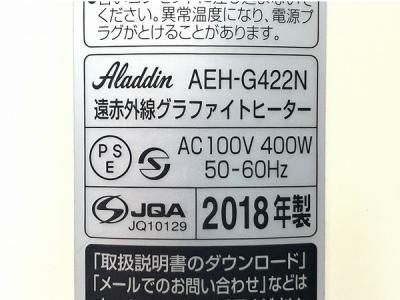 ください。異常温度になり、電源プ
ラグがとけることがあります。
Aladdin AEH-G422N
遠赤外線グラファイトヒーター
PSE AC100V 400W
50-60Hz
JQA 2018年製
JQ10129
「取扱説明書のダウンロード」
「メールでのお問い合わせ」などは